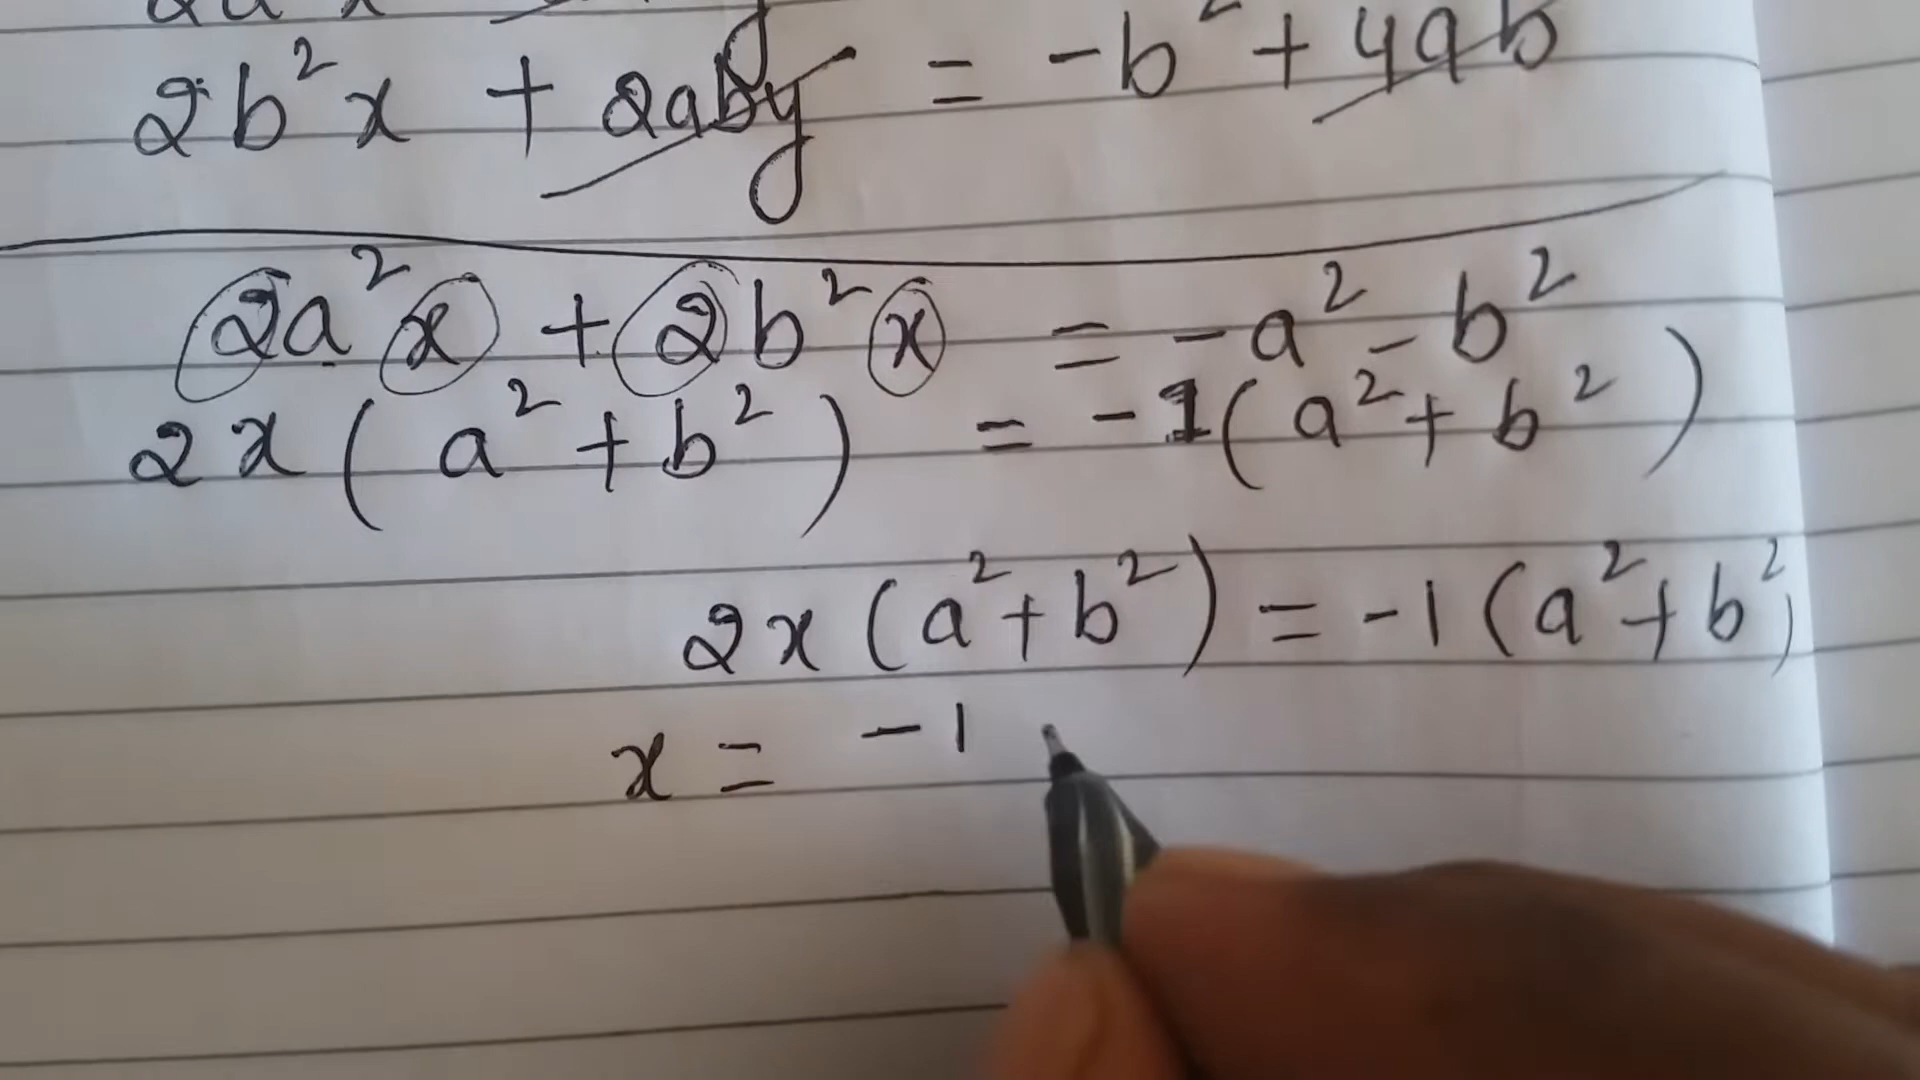 2b²x + 2aby = -b² + 4ab
2a²x + 2b²x = -a² - b²
2x(a² + b²) = -1(a² + b²)
2x(a² + b²) = -1(a² + b²)
x = -1